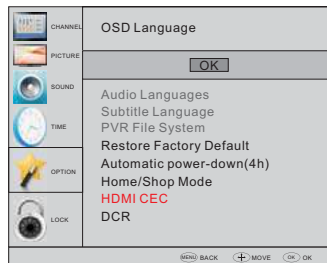 CHANNEL
PICTURE
SOUND
TIME
OPTION
LOCK
OSD Language
OK
Audio Languages
Subtitle Language
PVR File System
Restore Factory Default
Automatic power-down(4h)
Home/Shop Mode
HDMI CEC
DCR
MENU BACK MOVE OK OK